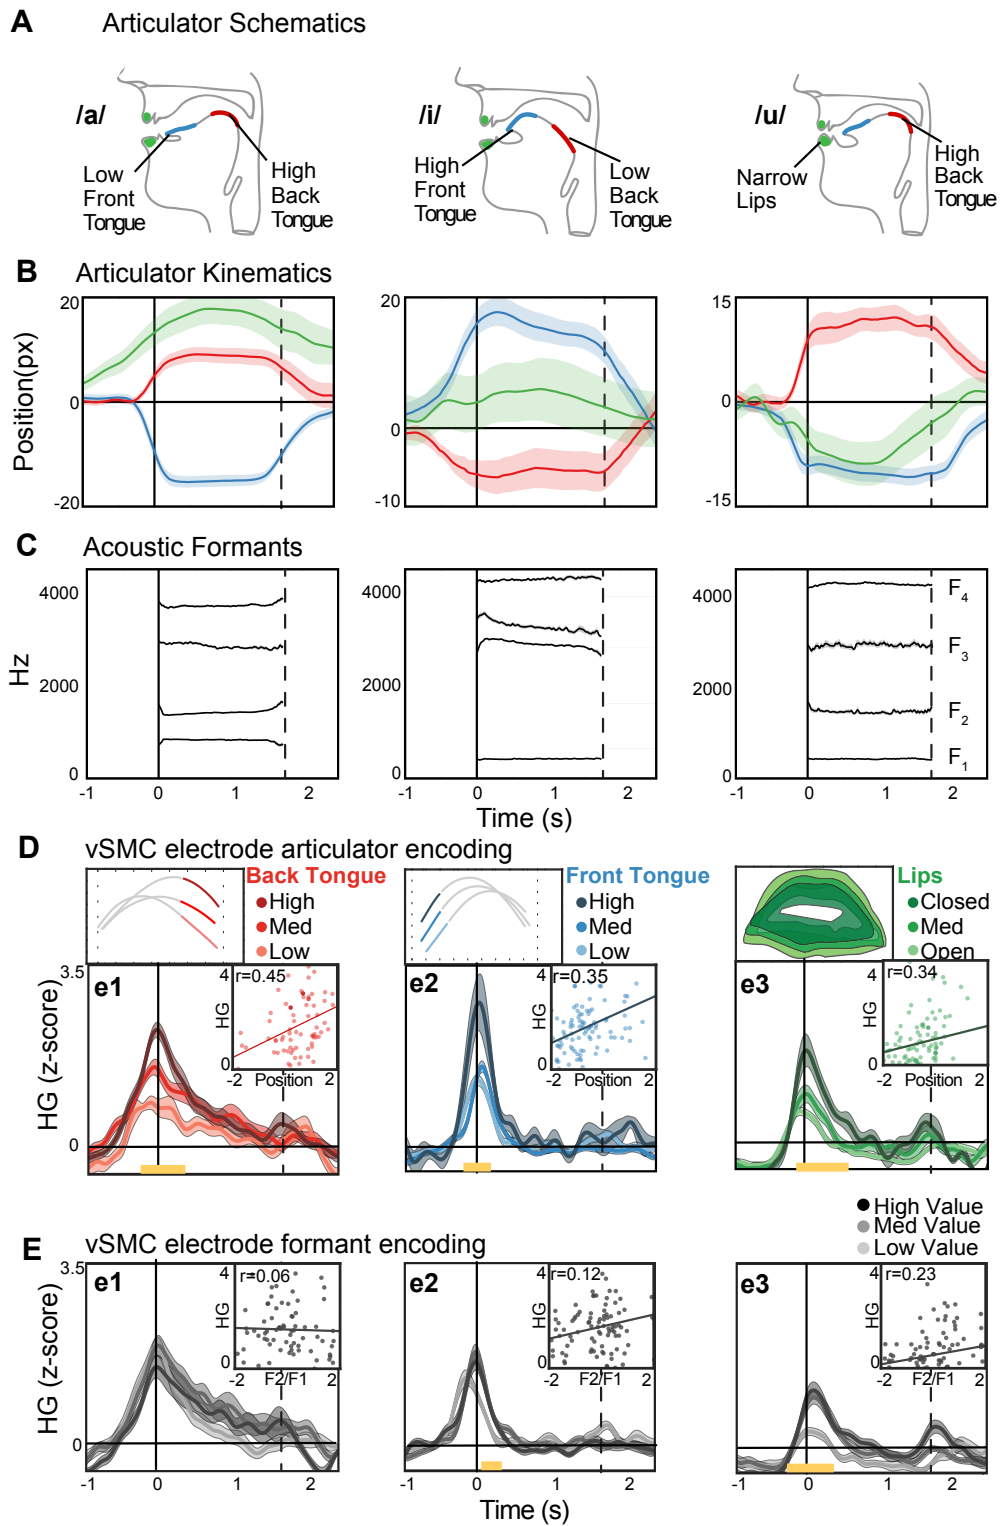 A Articulator Schematics
/a/ /i/ /u/
Low Front Tongue
High Back Tongue
High Front Tongue
Low Back Tongue
Narrow Lips
High Back Tongue
B Articulator Kinematics
Position(px)
20
0
-20
20
0
-10
15
0
-15
C Acoustic Formants
Hz
4000
2000
0
4000
2000
0
4000
2000
0
F4
F3
F2
F1
-1 0 1 2
-1 0 1 2
-1 0 1 2
Time (s)
D vSMC electrode articulator encoding
Back Tongue
High
Med
Low
Front Tongue
High
Med
Low
Lips
Closed
Med
Open
HG (z-score)
3.5
0
e1
r=0.45
4
HG
0
-2 Position 2
e2
r=0.35
4
HG
0
-2 Position 2
e3
r=0.34
4
HG
0
-2 Position 2
High Value
Med Value
Low Value
E vSMC electrode formant encoding
HG (z-score)
3.5
0
e1
r=0.06
4
HG
0
-2 F2/F1 2
e2
r=0.12
4
HG
0
-2 F2/F1 2
e3
r=0.23
4
HG
0
-2 F2/F1 2
-1 0 1 2
-1 0 1 2
-1 0 1 2
Time (s)